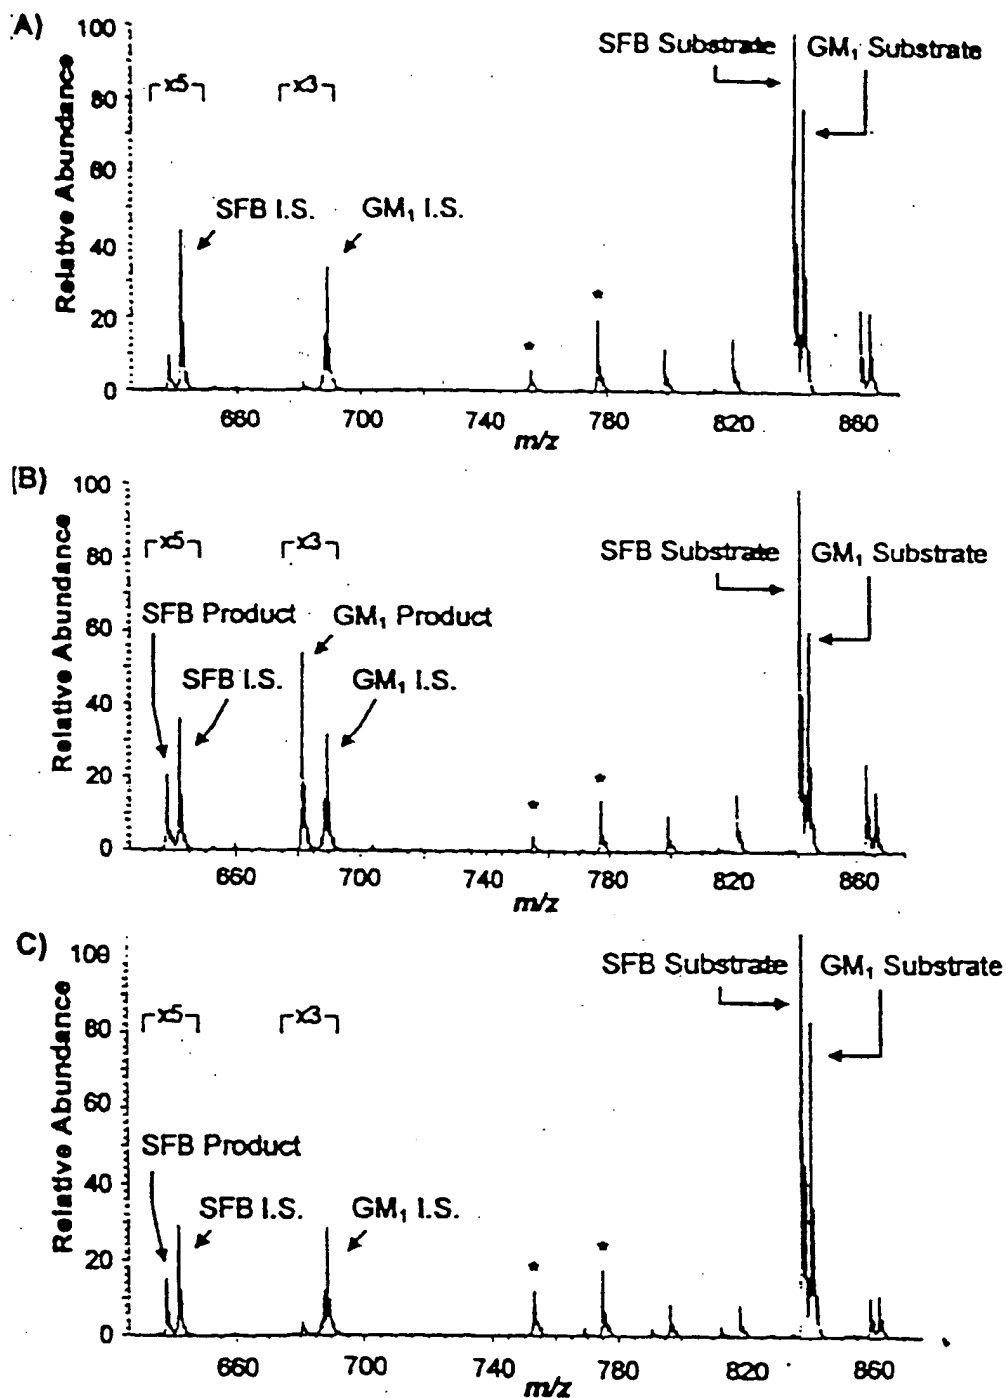 A)
Relative Abundance
100
80
60
40
20
0
x5
x3
SFB I.S.
GM1 I.S.
*
*
SFB Substrate
GM1 Substrate
660
700
740
780
820
860
m/z
(B)
Relative Abundance
100
80
60
40
20
0
x5
x3
SFB Product
SFB I.S.
GM1 Product
GM1 I.S.
*
*
SFB Substrate
GM1 Substrate
660
700
740
780
820
860
m/z
C)
Relative Abundance
100
80
60
40
20
0
x5
x3
SFB Product
SFB I.S.
GM1 I.S.
*
*
SFB Substrate
GM1 Substrate
660
700
740
780
820
860
m/z